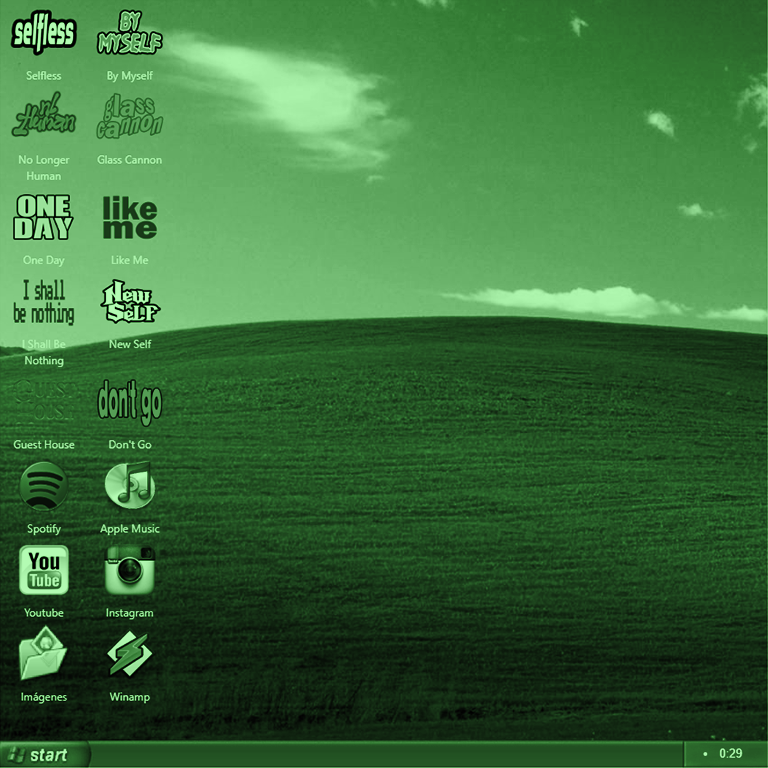 selfless
BY
MYSELF
Selfless
By Myself
nL
Human
glass
cannon
No Longer
Human
Glass Cannon
ONE
DAY
like
me
One Day
Like Me
I shall
be nothing
New
Self
I Shall Be
Nothing
New Self
don't go
Guest House
Don't Go
Spotify
Apple Music
You
Tube
Youtube
Instagram
Imágenes
Winamp
start
0:29